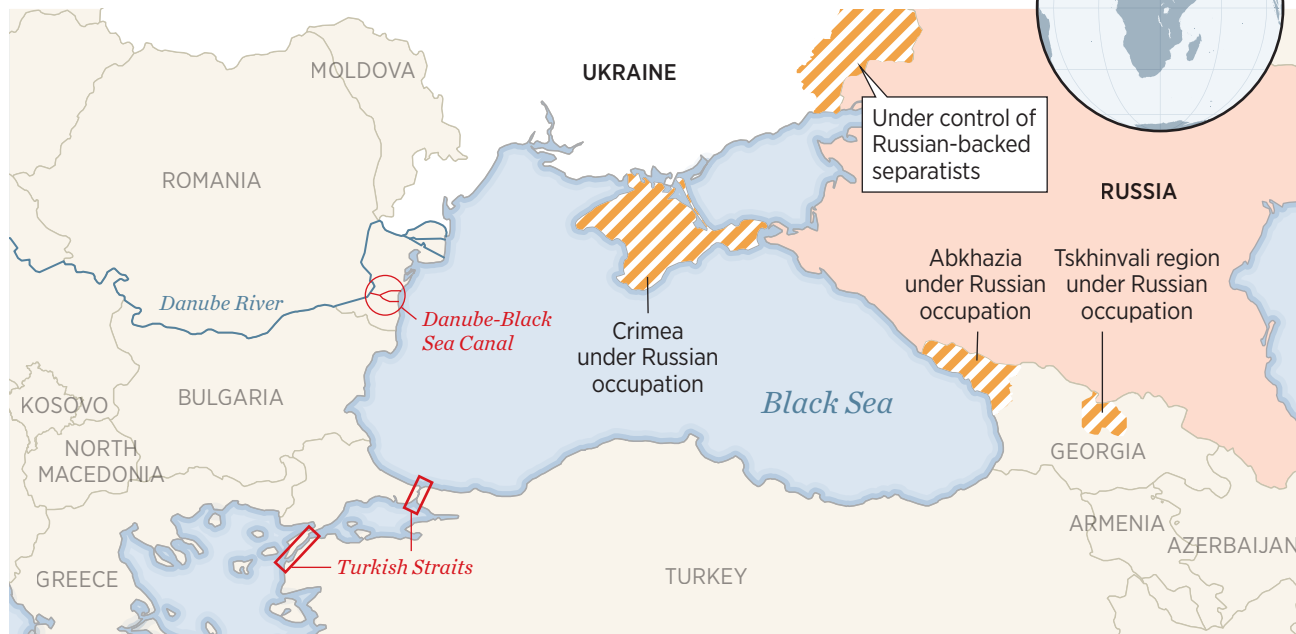 MOLDOVA
UKRAINE
Under control of
Russian-backed
separatists
ROMANIA
RUSSIA
Abkhazia
under Russian
occupation
Tskhinvali region
under Russian
occupation
Danube River
Danube-Black
Sea Canal
Crimea
under Russian
occupation
Black Sea
KOSOVO
BULGARIA
NORTH
MACEDONIA
GEORGIA
ARMENIA
AZERBAIJAN
Turkish Straits
GREECE
TURKEY